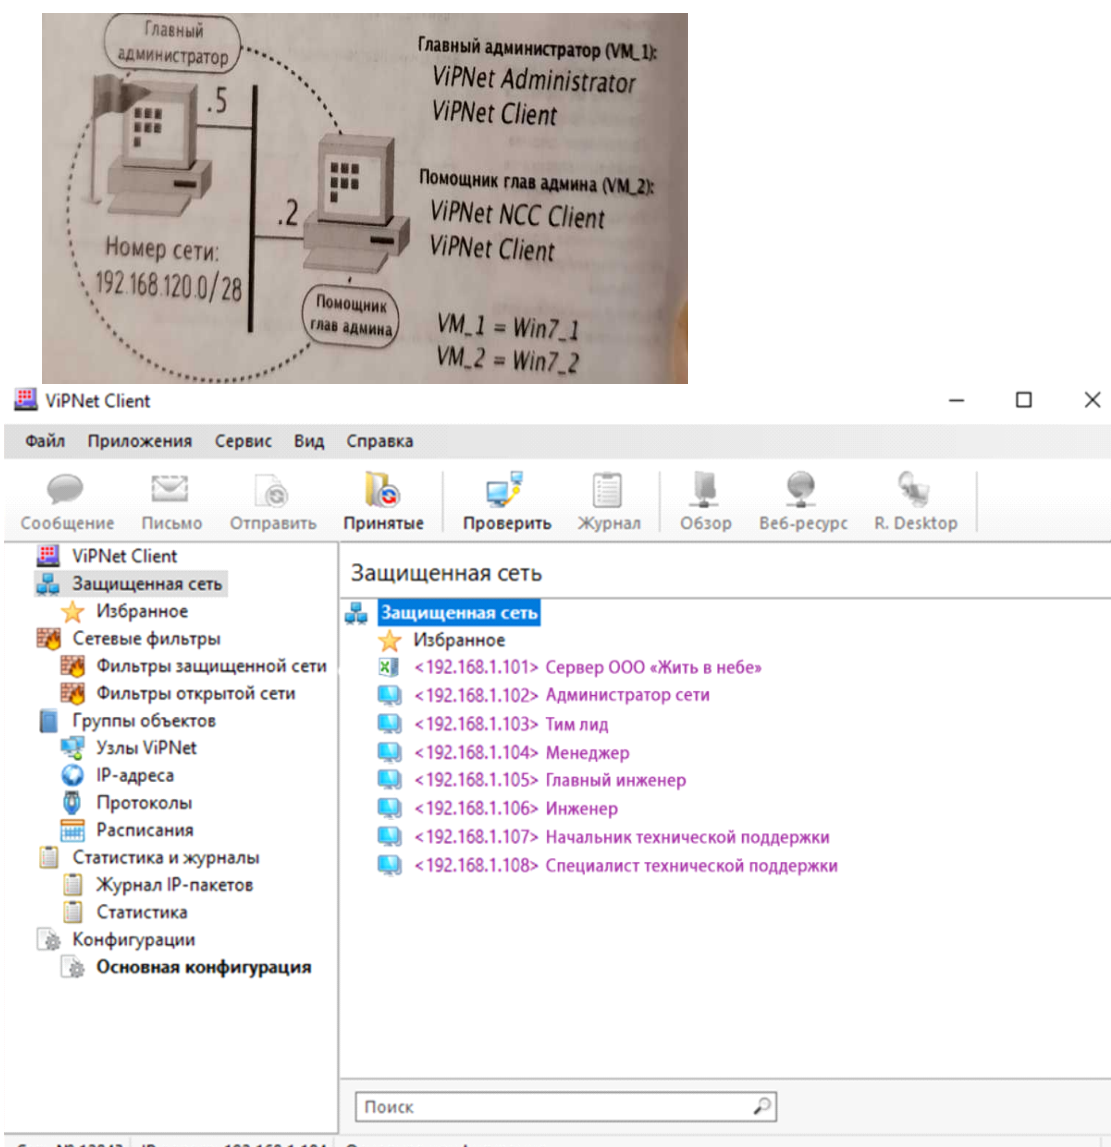 Главный
администратор
.5
.2
Номер сети:
192.168.120.0/28
Помощник
глав админа
Главный администратор (VM_1):
ViPNet Administrator
ViPNet Client
Помощник глав админа (VM_2):
ViPNet NCC Client
ViPNet Client
VM_1 = Win7_1
VM_2 = Win7_2
ViPNet Client
Файл Приложения Сервис Вид Справка
Сообщение Письмо Отправить Принятые Проверить Журнал Обзор Веб-ресурс R. Desktop
ViPNet Client
Защищенная сеть
Избранное
Сетевые фильтры
Фильтры защищенной сети
Фильтры открытой сети
Группы объектов
Узлы ViPNet
IP-адреса
Протоколы
Расписания
Статистика и журналы
Журнал IP-пакетов
Статистика
Конфигурации
Основная конфигурация
Защищенная сеть
Защищенная сеть
Избранное
<192.168.1.101> Сервер ООО «Жить в небе»
<192.168.1.102> Администратор сети
<192.168.1.103> Тим лид
<192.168.1.104> Менеджер
<192.168.1.105> Главный инженер
<192.168.1.106> Инженер
<192.168.1.107> Начальник технической поддержки
<192.168.1.108> Специалист технической поддержки
Поиск